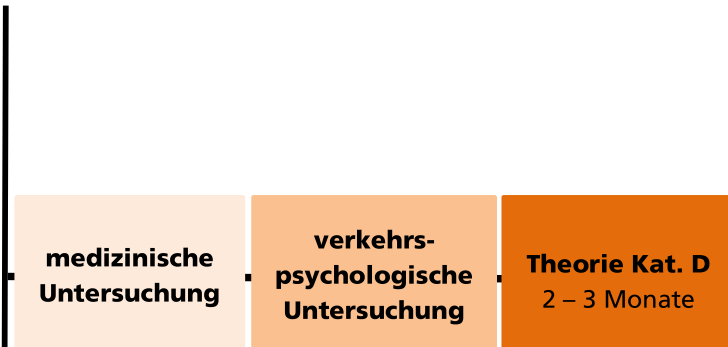 medizinische
Untersuchung
verkehrs-
psychologische
Untersuchung
Theorie Kat. D
2 – 3 Monate